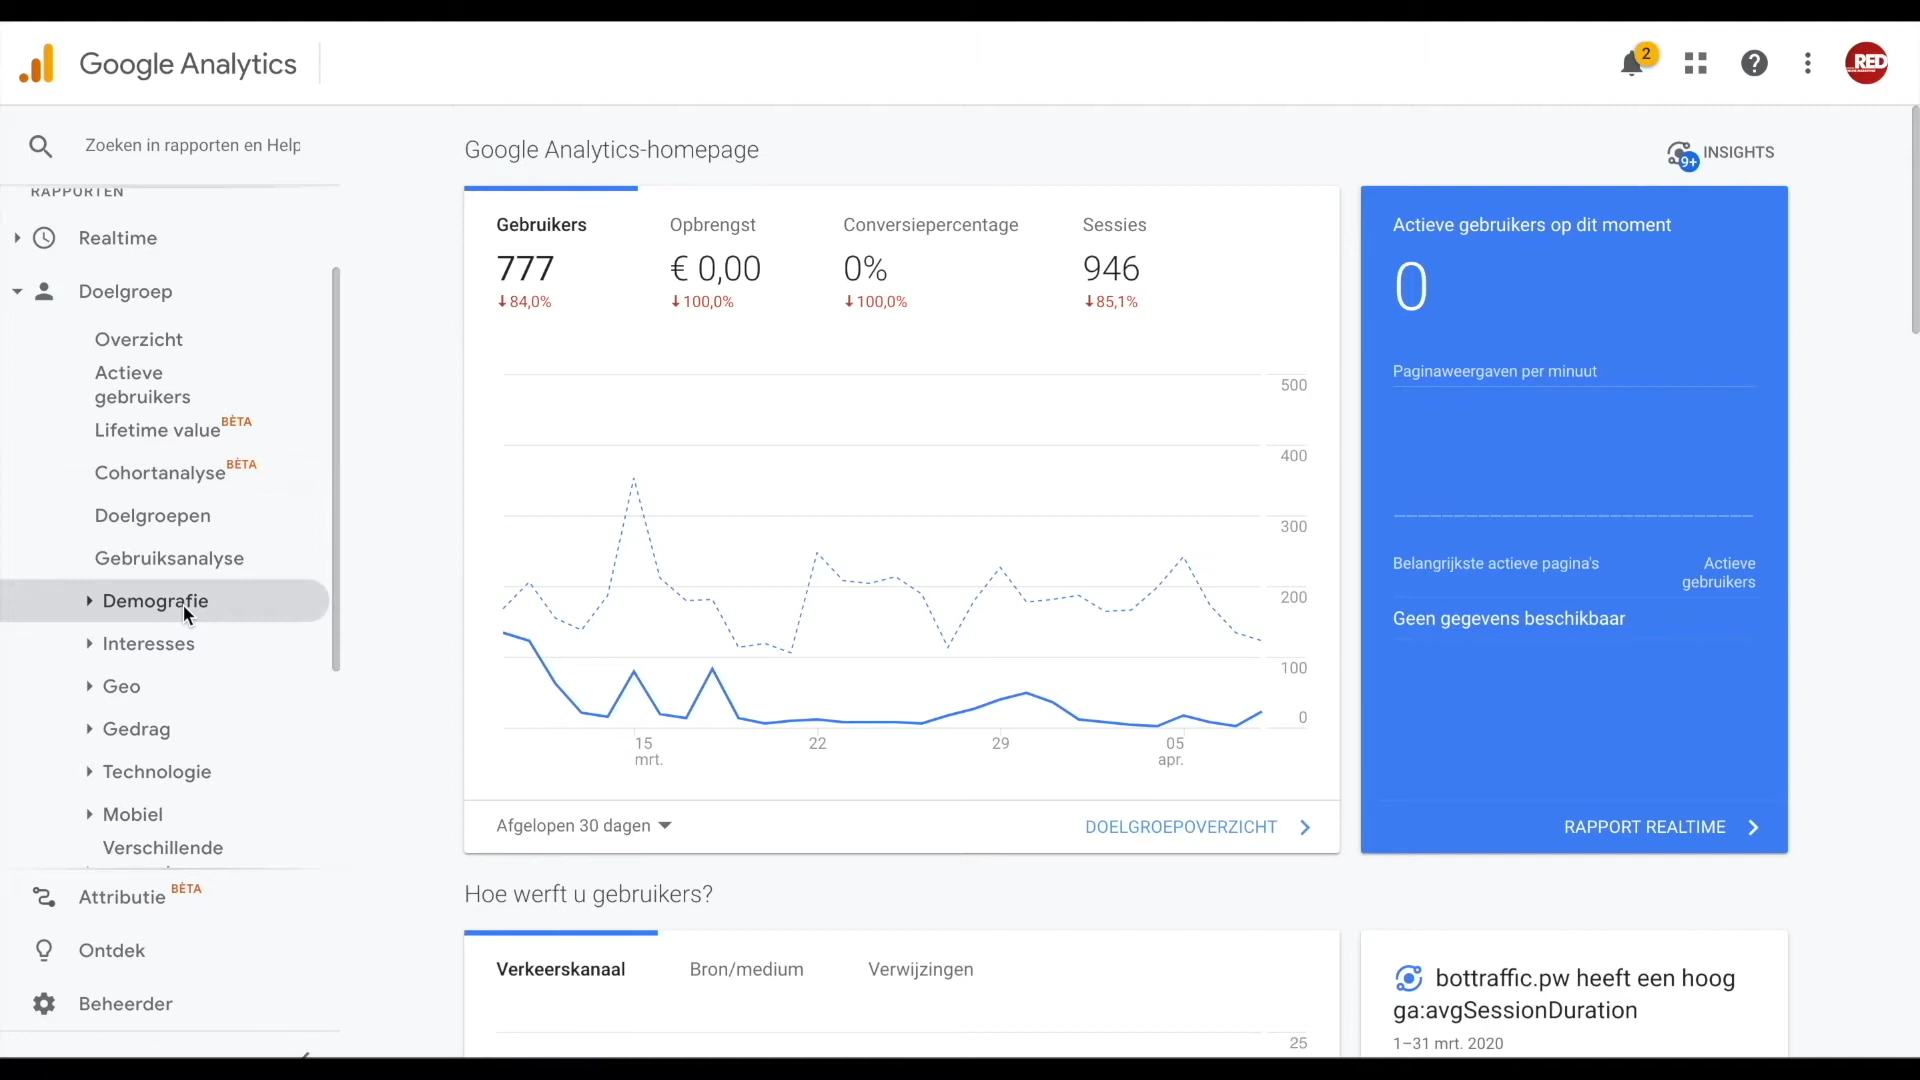 Google Analytics
2
RED
Zoeken in rapporten en Help
RAPPORTEN
Realtime
Doelgroep
Overzicht
Actieve
gebruikers
Lifetime value BÈTA
Cohortanalyse BÈTA
Doelgroepen
Gebruiksanalyse
Demografie
Interesses
Geo
Gedrag
Technologie
Mobiel
Verschillende
Attributie BÈTA
Ontdek
Beheerder
Google Analytics-homepage
9+ INSIGHTS
Gebruikers Opbrengst Conversiepercentage Sessies
777 € 0,00 0% 946
84,0% 100,0% 100,0% 85,1%
500
400
300
200
100
0
15 22 29 05
mrt. apr.
Afgelopen 30 dagen DOELGROEPOVERZICHT
Actieve gebruikers op dit moment
0
Paginaweergaven per minuut
Belangrijkste actieve pagina's Actieve
gebruikers
Geen gegevens beschikbaar
RAPPORT REALTIME
Hoe werft u gebruikers?
Verkeerskanaal Bron/medium Verwijzingen
25
bottraffic.pw heeft een hoog
ga:avgSessionDuration
1–31 mrt. 2020